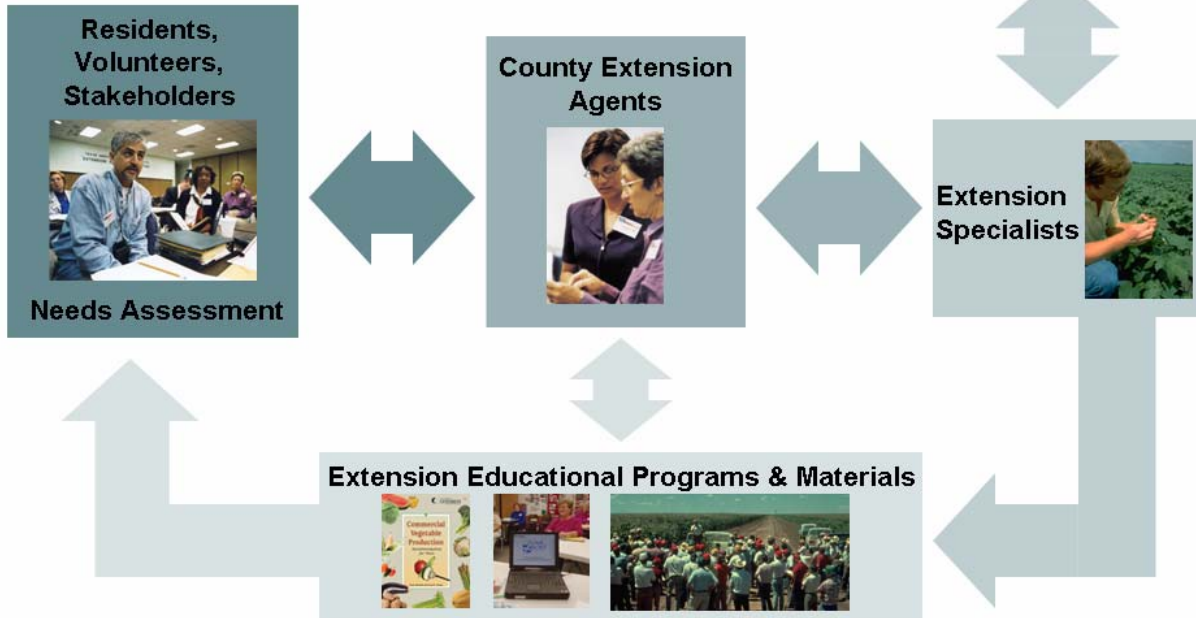 Residents,
Volunteers,
Stakeholders
Needs Assessment
County Extension
Agents
Extension
Specialists
Extension Educational Programs & Materials
Commercial
Vegetable
Production